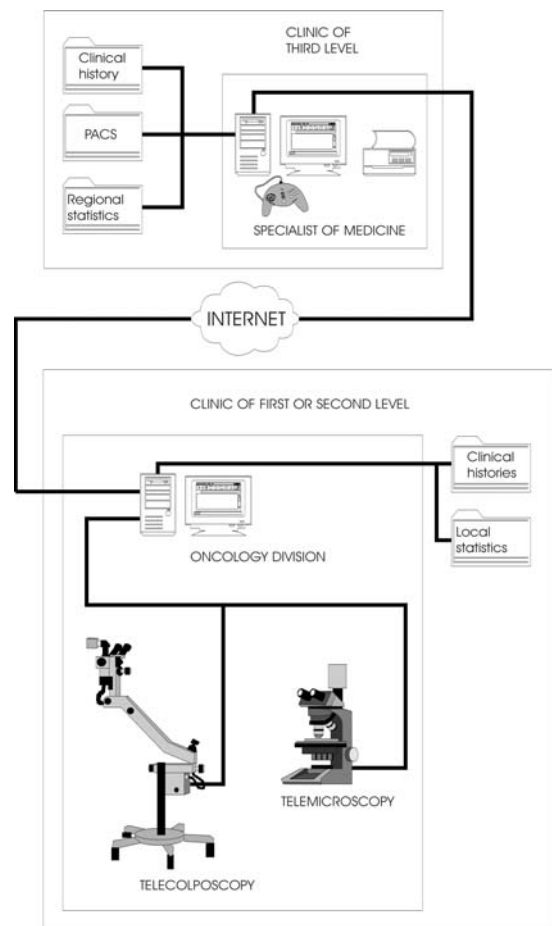 CLINIC OF
THIRD LEVEL
Clinical
history
PACS
Regional
statistics
SPECIALIST OF MEDICINE
INTERNET
CLINIC OF FIRST OR SECOND LEVEL
Clinical
histories
Local
statistics
ONCOLOGY DIVISION
TELEMICROSCOPY
TELECOLPOSCOPY